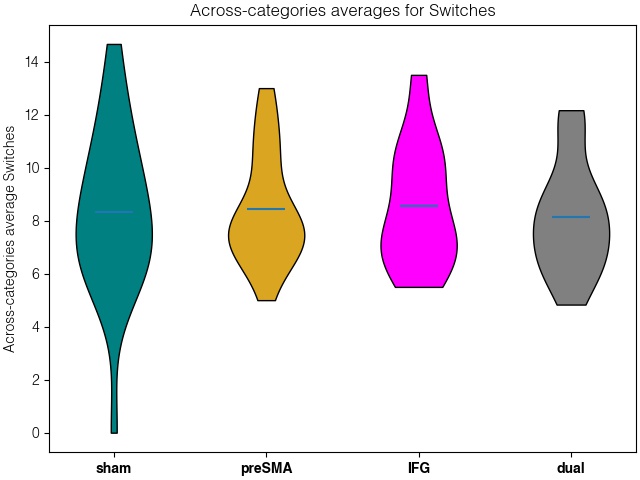 Across-categories averages for Switches
Across-categories average Switches
14
12
10
8
6
4
2
0
sham preSMA IFG dual